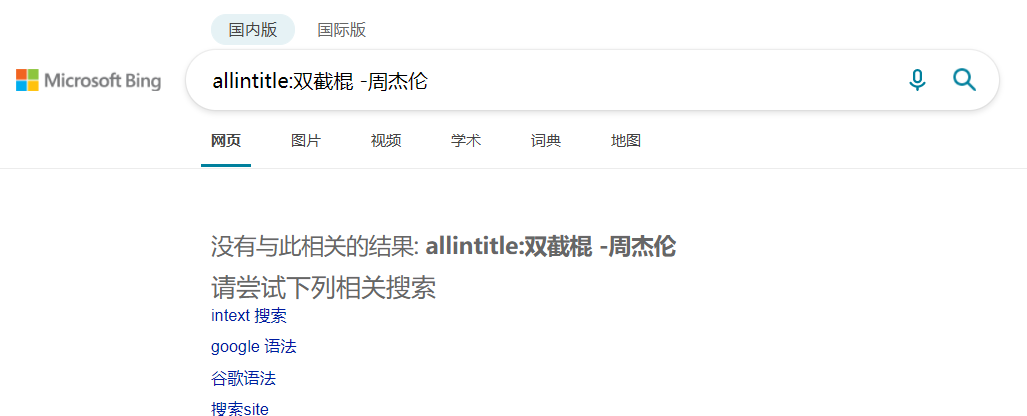 国内版 国际版
Microsoft Bing
allintitle:双截棍 -周杰伦
网页 图片 视频 学术 词典 地图
没有与此相关的结果: allintitle:双截棍 -周杰伦
请尝试下列相关搜索
intext 搜索
google 语法
谷歌语法
搜索site